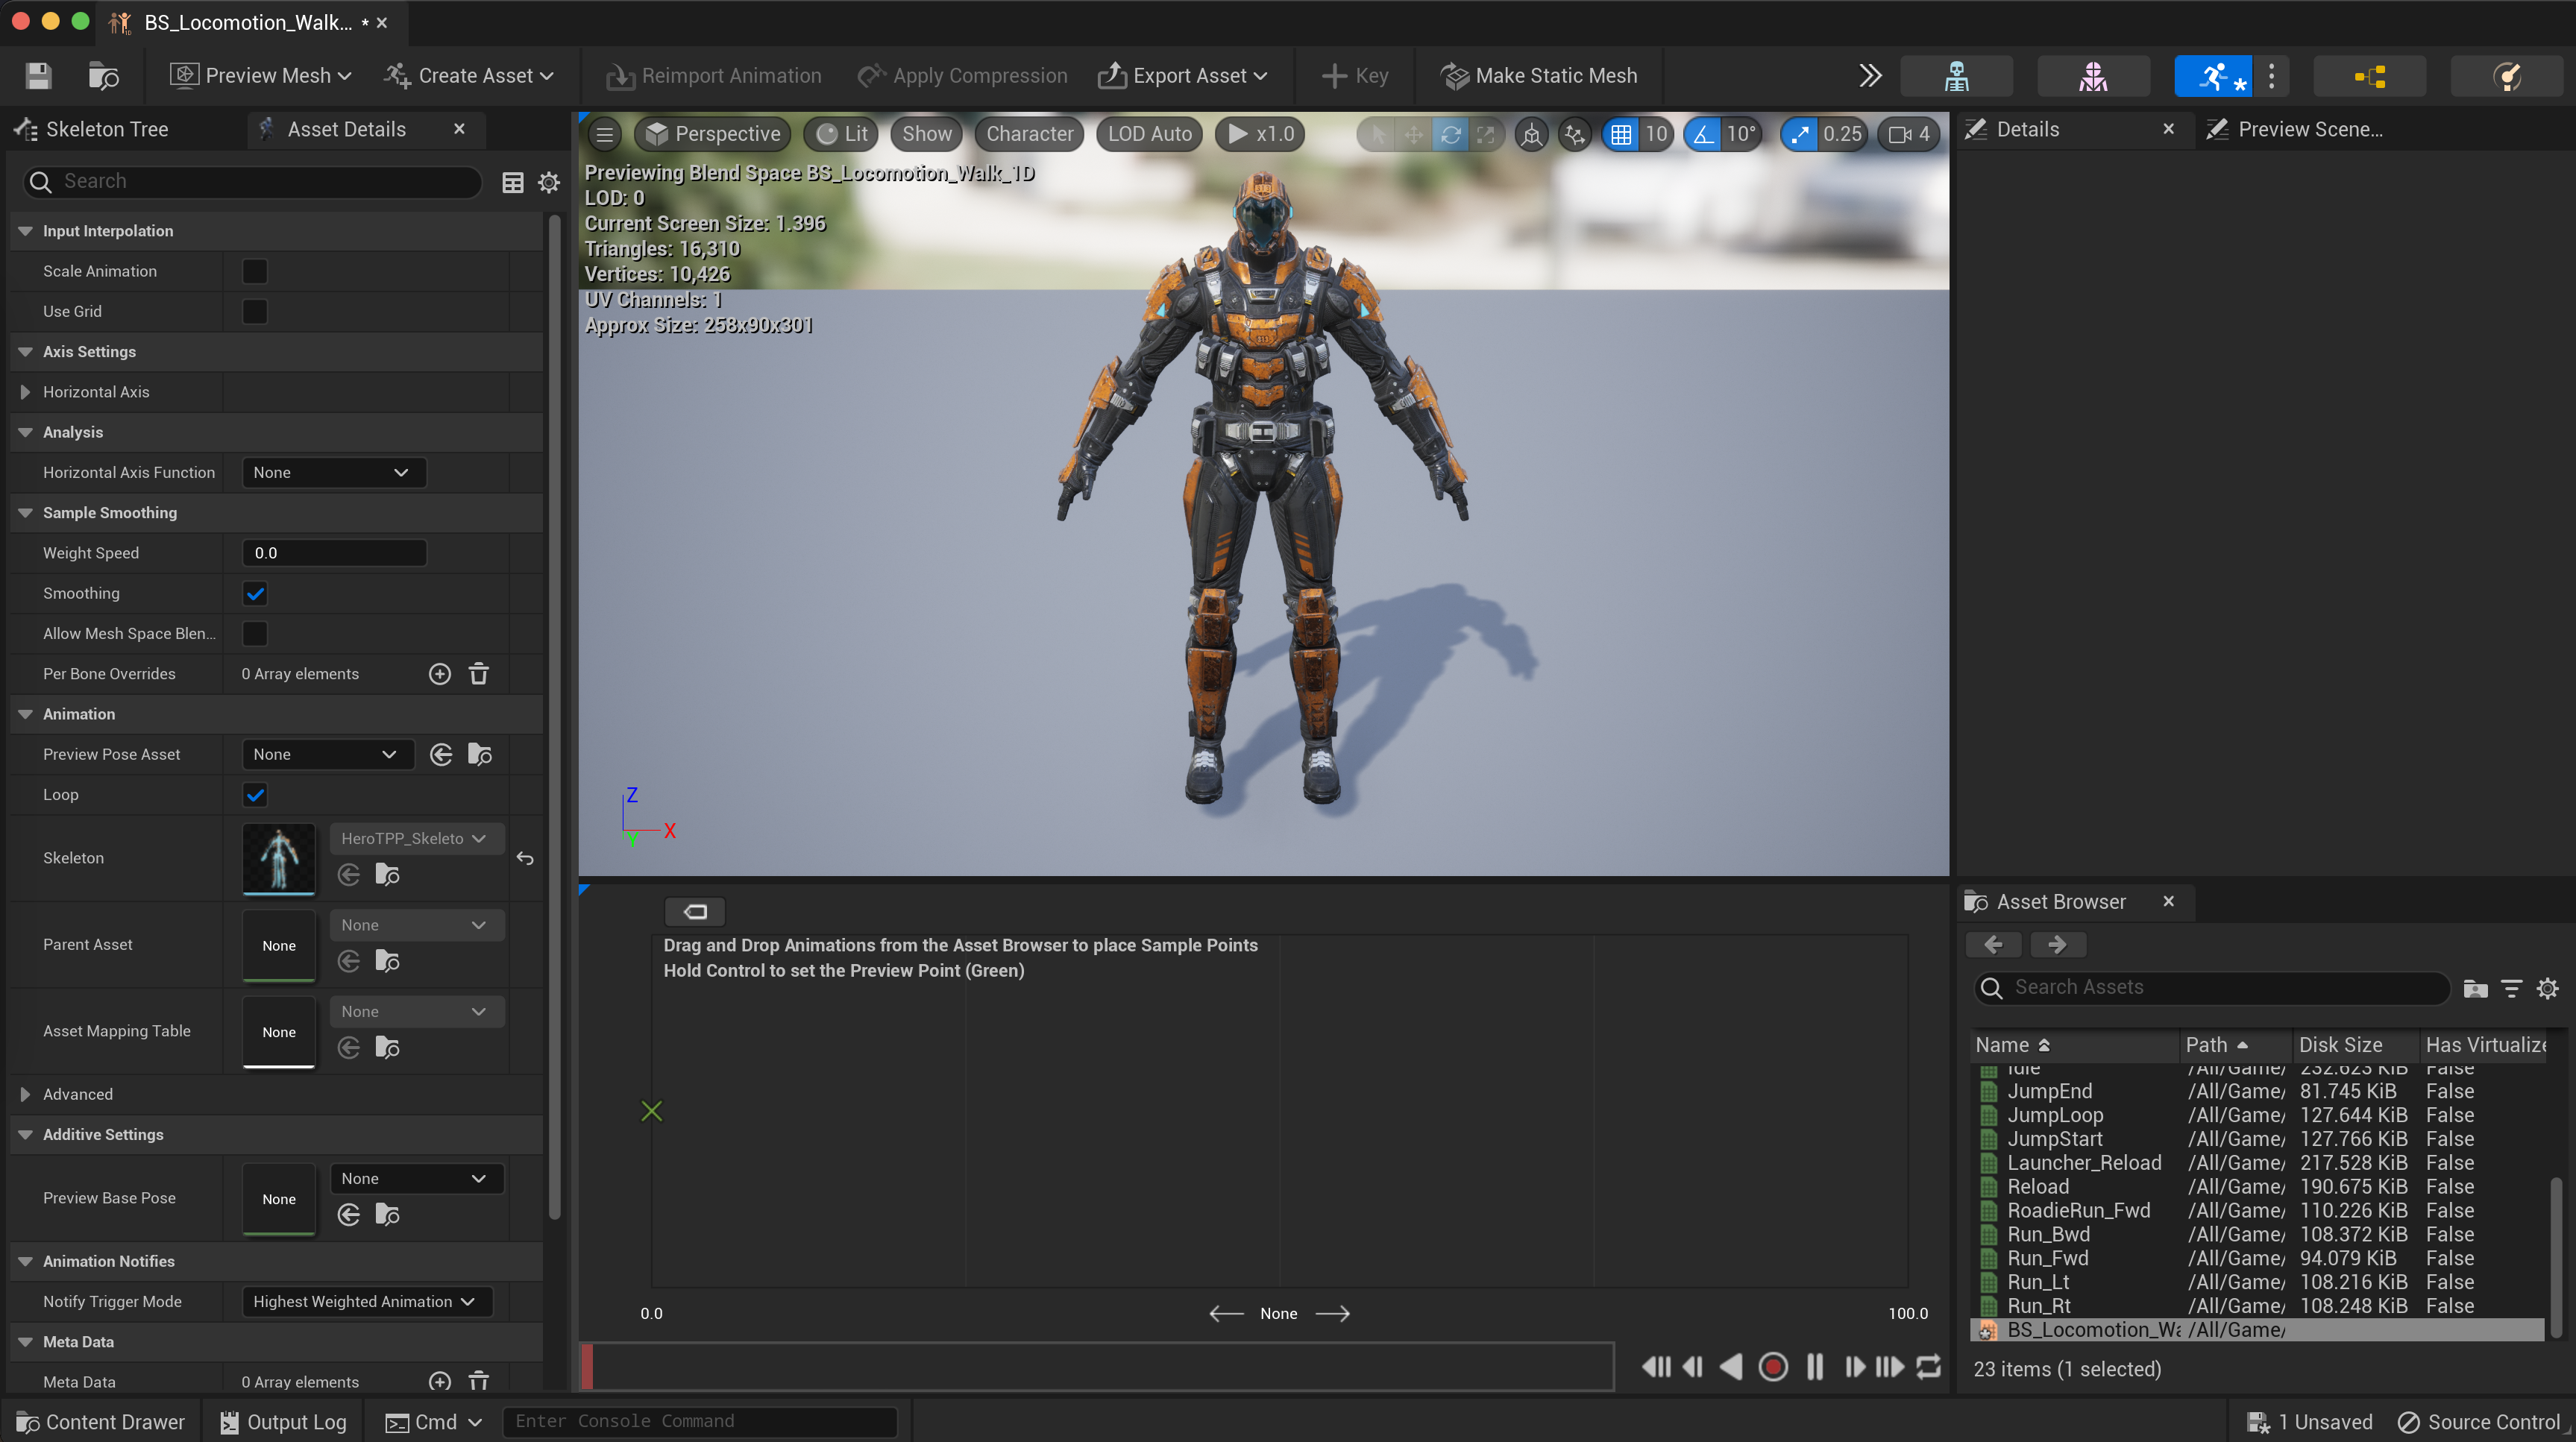 BS_Locomotion_Walk... *
Preview Mesh
Create Asset
Reimport Animation
Apply Compression
Export Asset
Key
Make Static Mesh
Skeleton Tree
Asset Details
Search
Input Interpolation
Scale Animation
Use Grid
Axis Settings
Horizontal Axis
Analysis
Horizontal Axis Function
None
Sample Smoothing
Weight Speed
0.0
Smoothing
Allow Mesh Space Blen...
Per Bone Overrides
0 Array elements
Animation
Preview Pose Asset
None
Loop
Skeleton
HeroTPP_Skeleto
Parent Asset
None
None
Asset Mapping Table
None
None
Advanced
Additive Settings
Preview Base Pose
None
None
Animation Notifies
Notify Trigger Mode
Highest Weighted Animation
Meta Data
Meta Data
0 Array elements
Perspective
Lit
Show
Character
LOD Auto
x1.0
10
10°
0.25
4
Previewing Blend Space BS_Locomotion_Walk_1D
LOD: 0
Current Screen Size: 1.396
Triangles: 16,310
Vertices: 10,426
UV Channels: 1
Approx Size: 258x90x301
Z
X
Y
Drag and Drop Animations from the Asset Browser to place Sample Points
Hold Control to set the Preview Point (Green)
0.0
None
100.0
Details
Preview Scene...
Asset Browser
Search Assets
Name Path Disk Size Has Virtualize
Idle /All/Game/ 232.623 KiB False
JumpEnd /All/Game/ 81.745 KiB False
JumpLoop /All/Game/ 127.644 KiB False
JumpStart /All/Game/ 127.766 KiB False
Launcher_Reload /All/Game/ 217.528 KiB False
Reload /All/Game/ 190.675 KiB False
RoadieRun_Fwd /All/Game/ 110.226 KiB False
Run_Bwd /All/Game/ 108.372 KiB False
Run_Fwd /All/Game/ 94.079 KiB False
Run_Lt /All/Game/ 108.216 KiB False
Run_Rt /All/Game/ 108.248 KiB False
BS_Locomotion_Wa /All/Game/
23 items (1 selected)
Content Drawer
Output Log
Cmd
Enter Console Command
1 Unsaved
Source Control